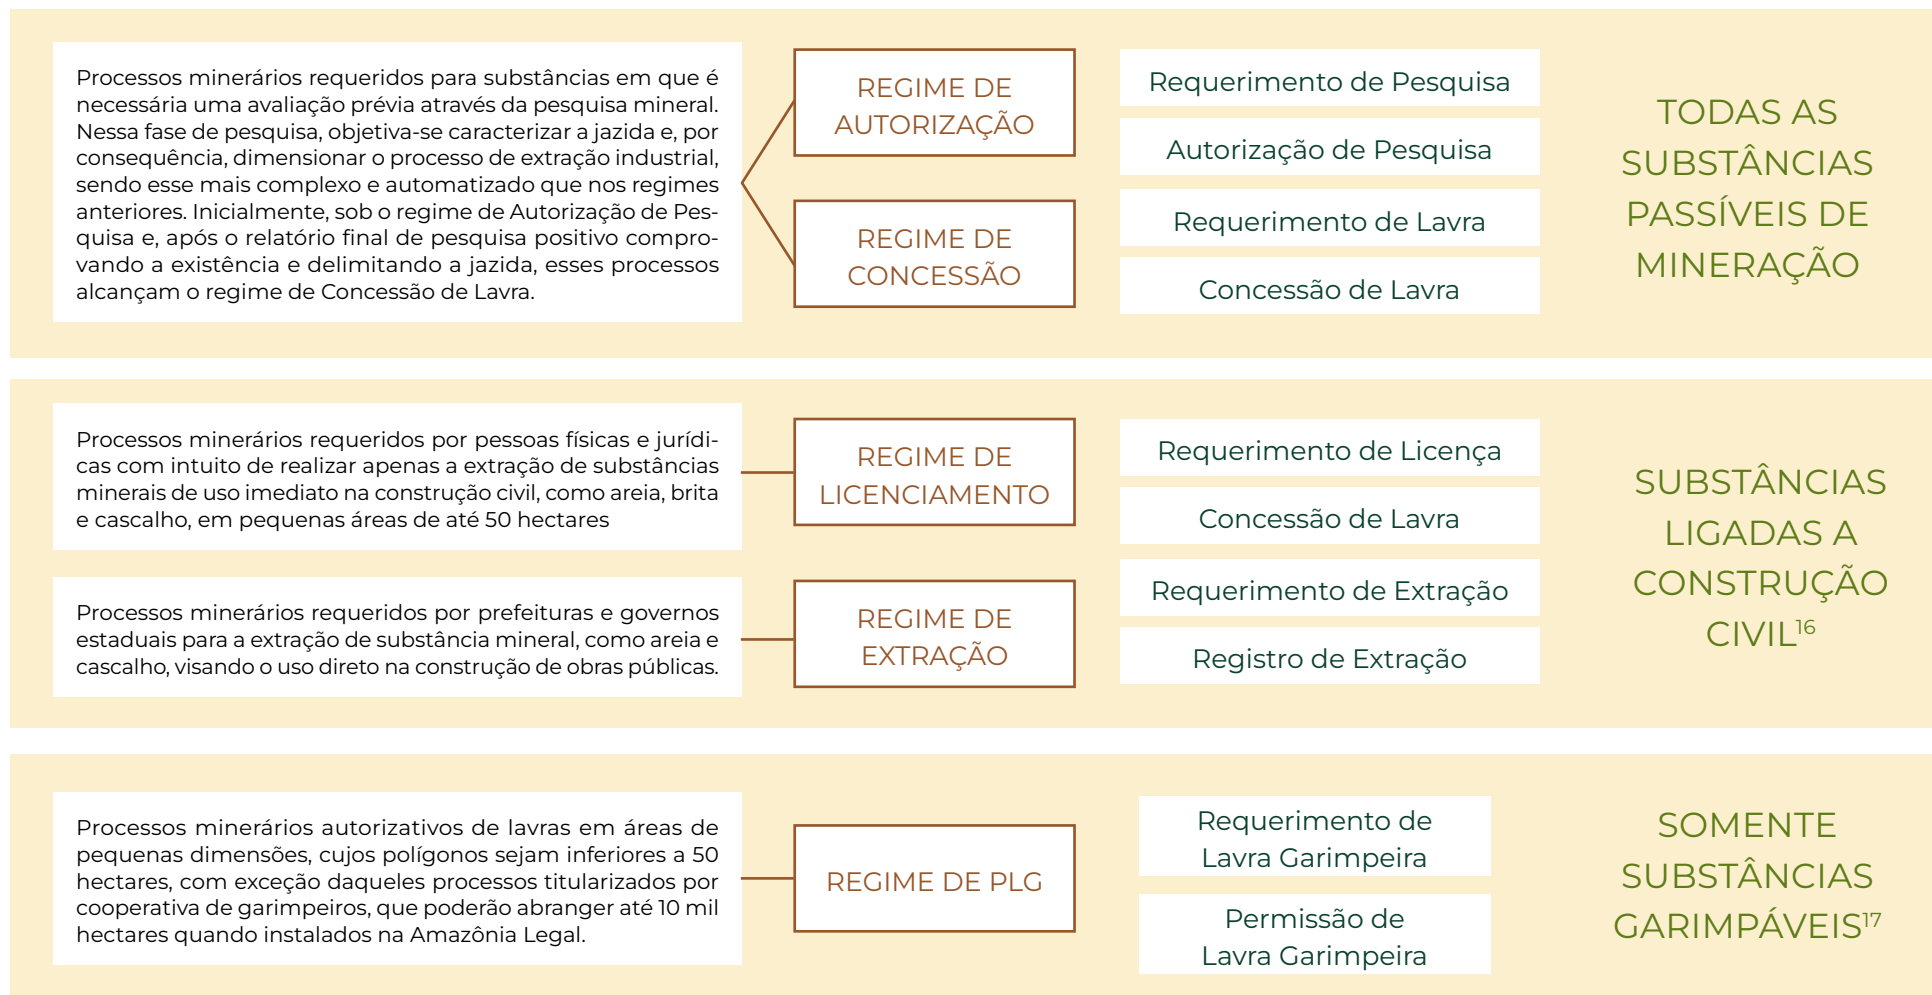 Processos minerários requeridos para substâncias em que é
necessária uma avaliação prévia através da pesquisa mineral.
Nessa fase de pesquisa, objetiva-se caracterizar a jazida e, por
consequência, dimensionar o processo de extração industrial,
sendo esse mais complexo e automatizado que nos regimes
anteriores. Inicialmente, sob o regime de Autorização de Pes-
quisa e, após o relatório final de pesquisa positivo compro-
vando a existência e delimitando a jazida, esses processos
alcançam o regime de Concessão de Lavra.
REGIME DE
AUTORIZAÇÃO
REGIME DE
CONCESSÃO
Requerimento de Pesquisa
Autorização de Pesquisa
Requerimento de Lavra
Concessão de Lavra
TODAS AS
SUBSTÂNCIAS
PASSÍVEIS DE
MINERAÇÃO
Processos minerários requeridos por pessoas físicas e jurídi-
cas com intuito de realizar apenas a extração de substâncias
minerais de uso imediato na construção civil, como areia, brita
e cascalho, em pequenas áreas de até 50 hectares
REGIME DE
LICENCIAMENTO
Requerimento de Licença
Concessão de Lavra
Processos minerários requeridos por prefeituras e governos
estaduais para a extração de substância mineral, como areia e
cascalho, visando o uso direto na construção de obras públicas.
REGIME DE
EXTRAÇÃO
Requerimento de Extração
Registro de Extração
SUBSTÂNCIAS
LIGADAS A
CONSTRUÇÃO
CIVIL¹⁶
Processos minerários autorizativos de lavras em áreas de
pequenas dimensões, cujos polígonos sejam inferiores a 50
hectares, com exceção daqueles processos titularizados por
cooperativa de garimpeiros, que poderão abranger até 10 mil
hectares quando instalados na Amazônia Legal.
REGIME DE PLG
Requerimento de
Lavra Garimpeira
Permissão de
Lavra Garimpeira
SOMENTE
SUBSTÂNCIAS
GARIMPÁVEIS¹⁷